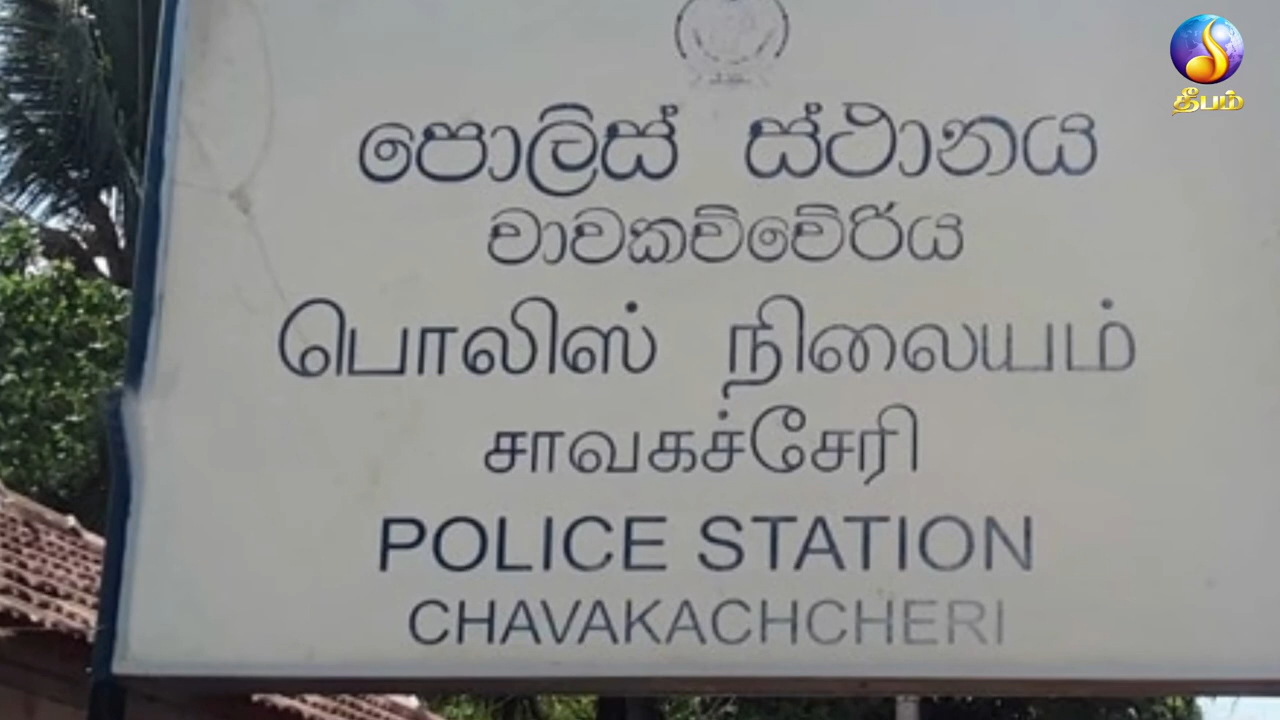 தீபம்
පොලිස් ස්ථානය
චාවකච්චේරිය
பொலிஸ் நிலையம்
சாவகச்சேரி
POLICE STATION
CHAVAKACHCHERI